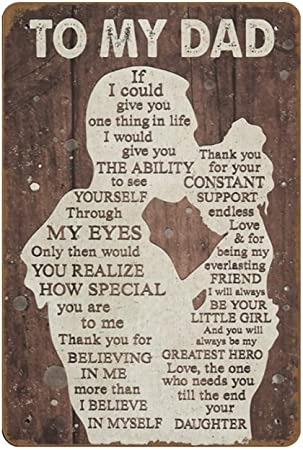 TO MY DAD
If
I could
give you
one thing in life
I would
give you
THE ABILITY
to see
YOURSELF
Through
MY EYES
Only then would
YOU REALIZE
HOW SPECIAL
you are
to me
Thank you for
BELIEVING
IN ME
more than
I BELIEVE
IN MYSELF
Thank you
for your
CONSTANT
SUPPORT
endless
Love & for
being my
everlasting
FRIEND
I will always
BE YOUR
LITTLE GIRL
And you will
always be my
GREATEST HERO
Love, the one
who needs you
till the end
your
DAUGHTER